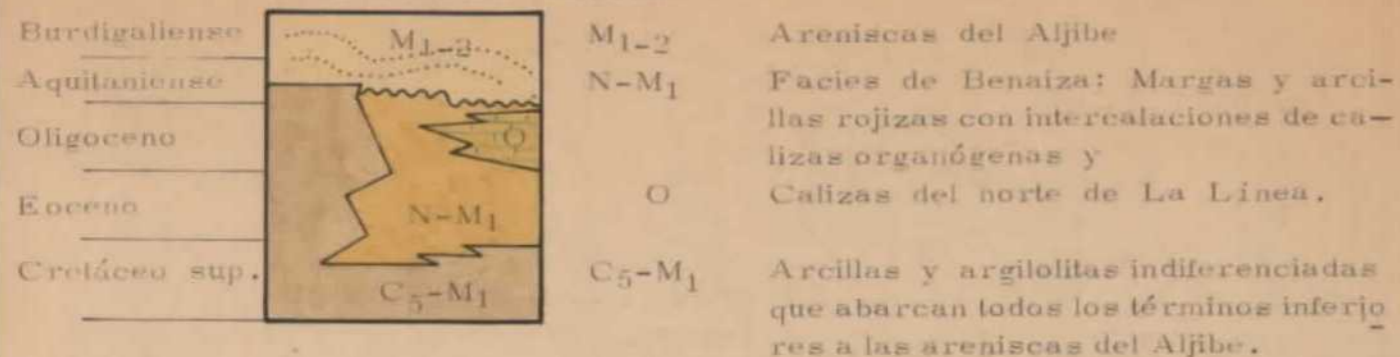 Burdigaliense
Aquitaniense
Oligoceno
Eoceno
Cretáceo sup.
M1-2
O
N-M1
C5-M1
M1-2 Areniscas del Aljibe
N-M1 Facies de Benaiza: Margas y arci-
llas rojizas con intercalaciones de ca-
lizas organógenas y
O Calizas del norte de La Línea.
C5-M1 Arcillas y argilolitas indiferenciadas
que abarcan todos los términos inferio
res a las areniscas del Aljibe.